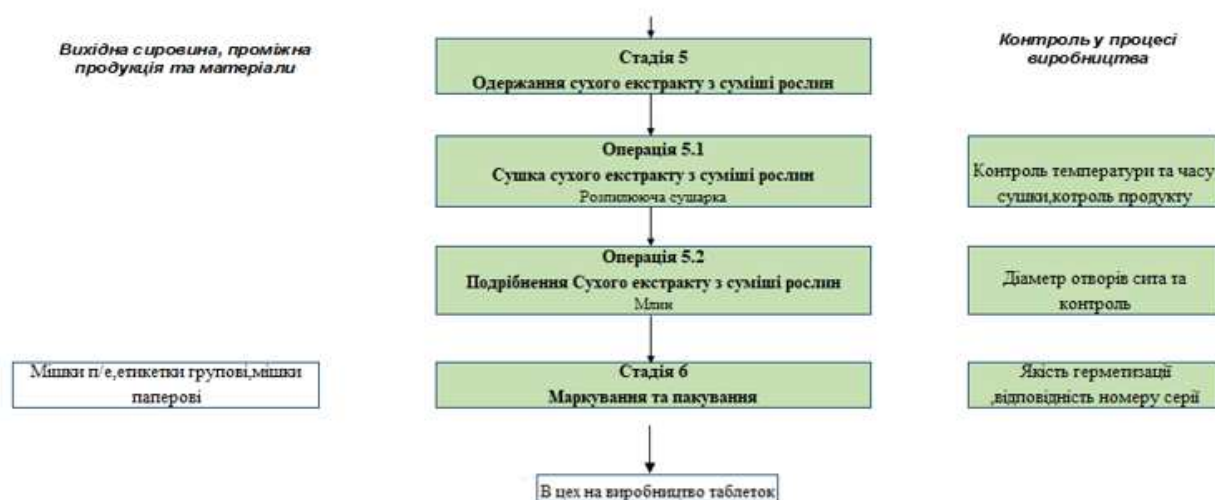 Вихідна сировина, проміжна
продукція та матеріали
Стадія 5
Одержання сухого екстракту з суміші рослин
Контроль у процесі
виробництва
Операція 5.1
Сушка сухого екстракту з суміші рослин
Розпилююча сушарка
Контроль температури та часу
сушки,котроль продукту
Операція 5.2
Подрібнення Сухого екстракту з суміші рослин
Млин
Діаметр отворів сита та
контроль
Мішки п/е,етикетки групові,мішки
паперові
Стадія 6
Маркування та пакування
Якість герметизації
,відповідність номеру серії
В цех на виробництво таблеток